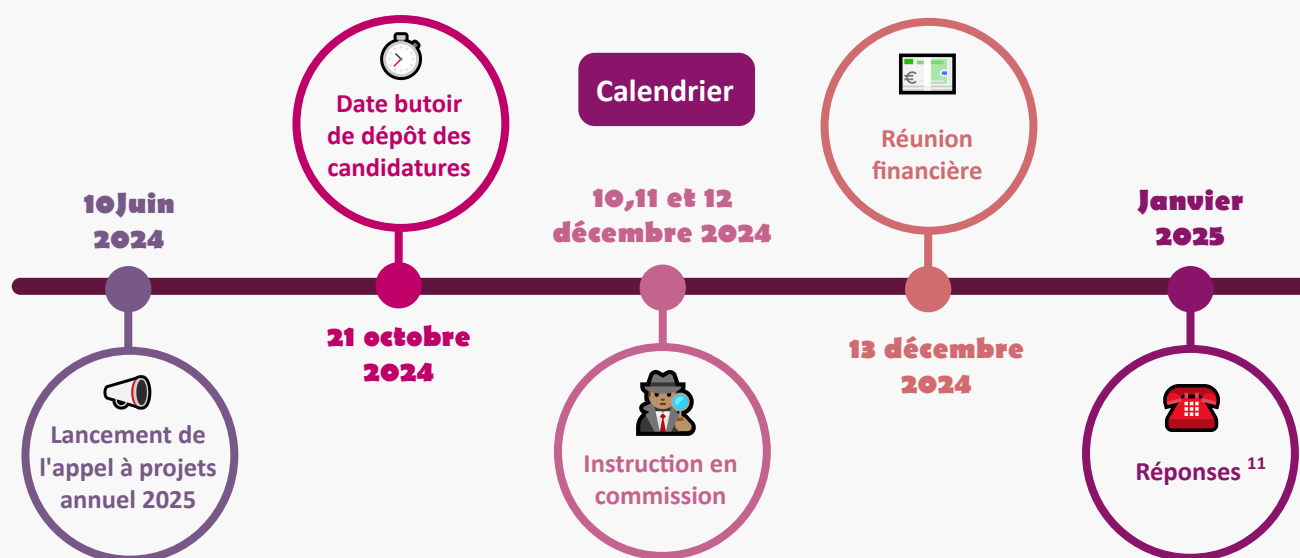 Calendrier
10Juin
2024
Lancement de
l'appel à projets
annuel 2025
Date butoir
de dépôt des
candidatures
21 octobre
2024
10,11 et 12
décembre 2024
Instruction en
commission
€
Réunion
financière
13 décembre
2024
Janvier
2025
Réponses 11